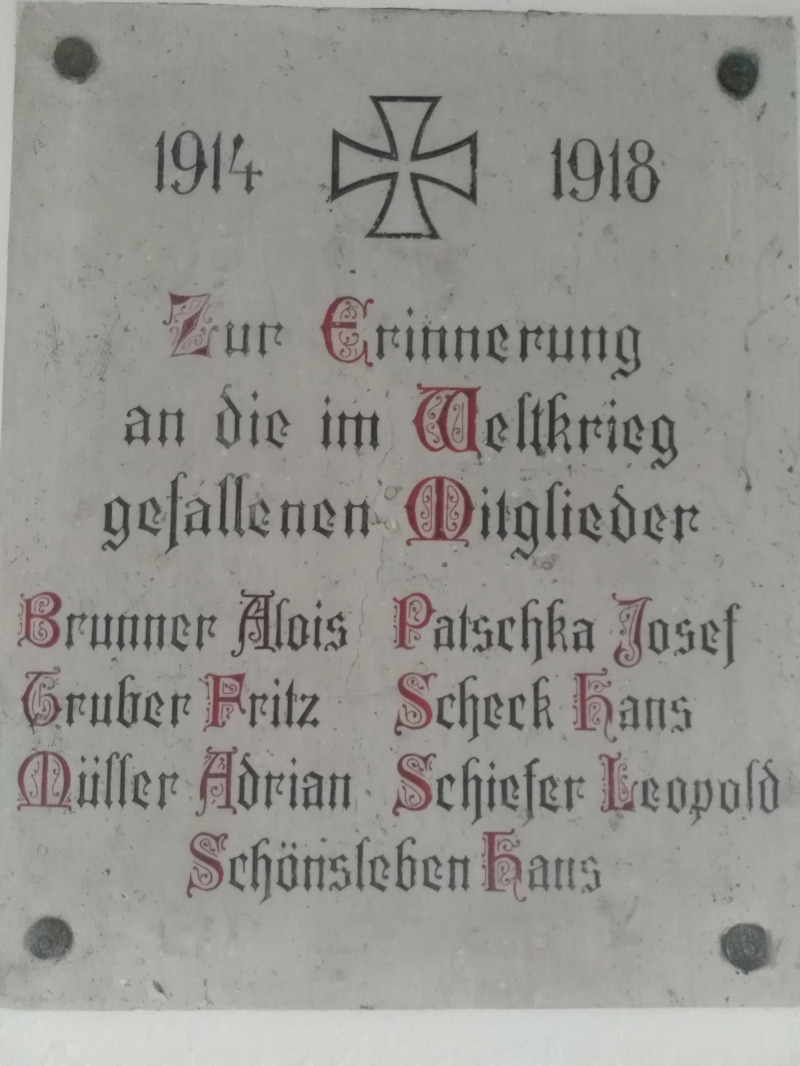 1914 1918
Zur Erinnerung
an die im Weltkrieg
gefallenen Mitglieder
Brunner Alois Patschka Josef
Gruber Fritz Scheck Hans
Müller Adrian Schiefer Leopold
Schönsleben Hans